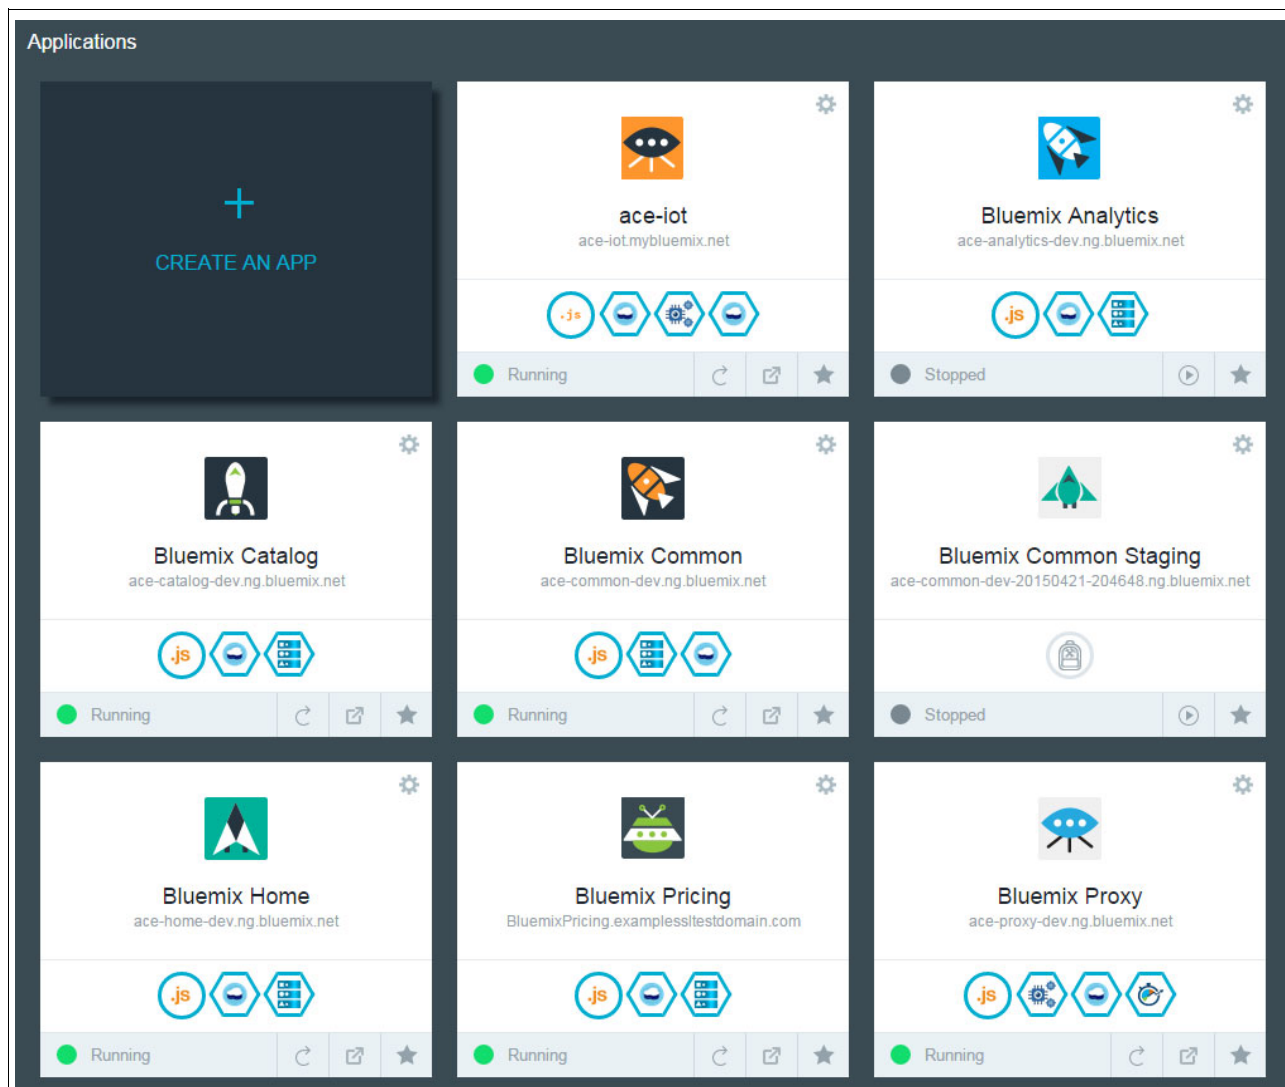 Applications
+
CREATE AN APP
ace-iot
ace-iot.mybluemix.net
.js
Running
Bluemix Analytics
ace-analytics-dev.ng.bluemix.net
.js
Stopped
Bluemix Catalog
ace-catalog-dev.ng.bluemix.net
.js
Running
Bluemix Common
ace-common-dev.ng.bluemix.net
.js
Running
Bluemix Common Staging
ace-common-dev-20150421-204648.ng.bluemix.net
Stopped
Bluemix Home
ace-home-dev.ng.bluemix.net
.js
Running
Bluemix Pricing
BluemixPricing.examplessltestdomain.com
.js
Running
Bluemix Proxy
ace-proxy-dev.ng.bluemix.net
.js
Running